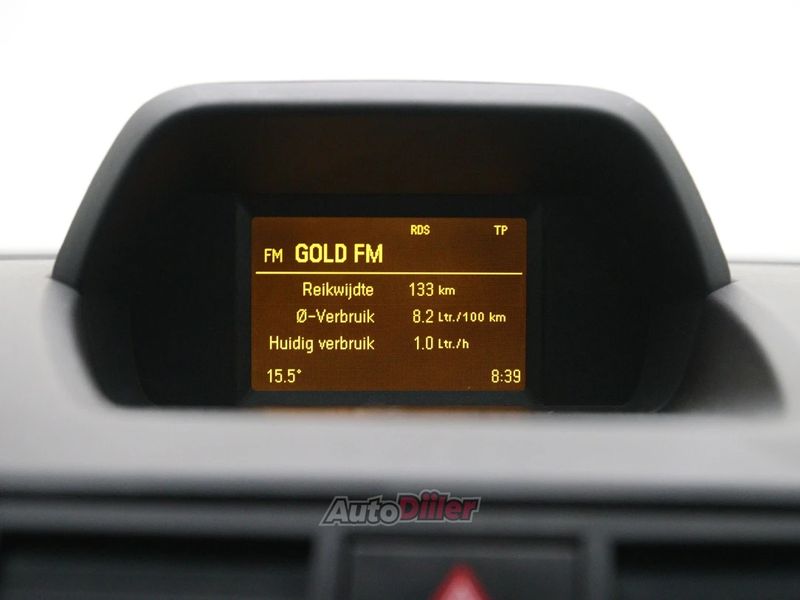 RDS TP
FM GOLD FM
Reikwijdte 133 km
Ø-Verbruik 8.2 Ltr./100 km
Huidig verbruik 1.0 Ltr./h
15.5° 8:39
AutoDiiler